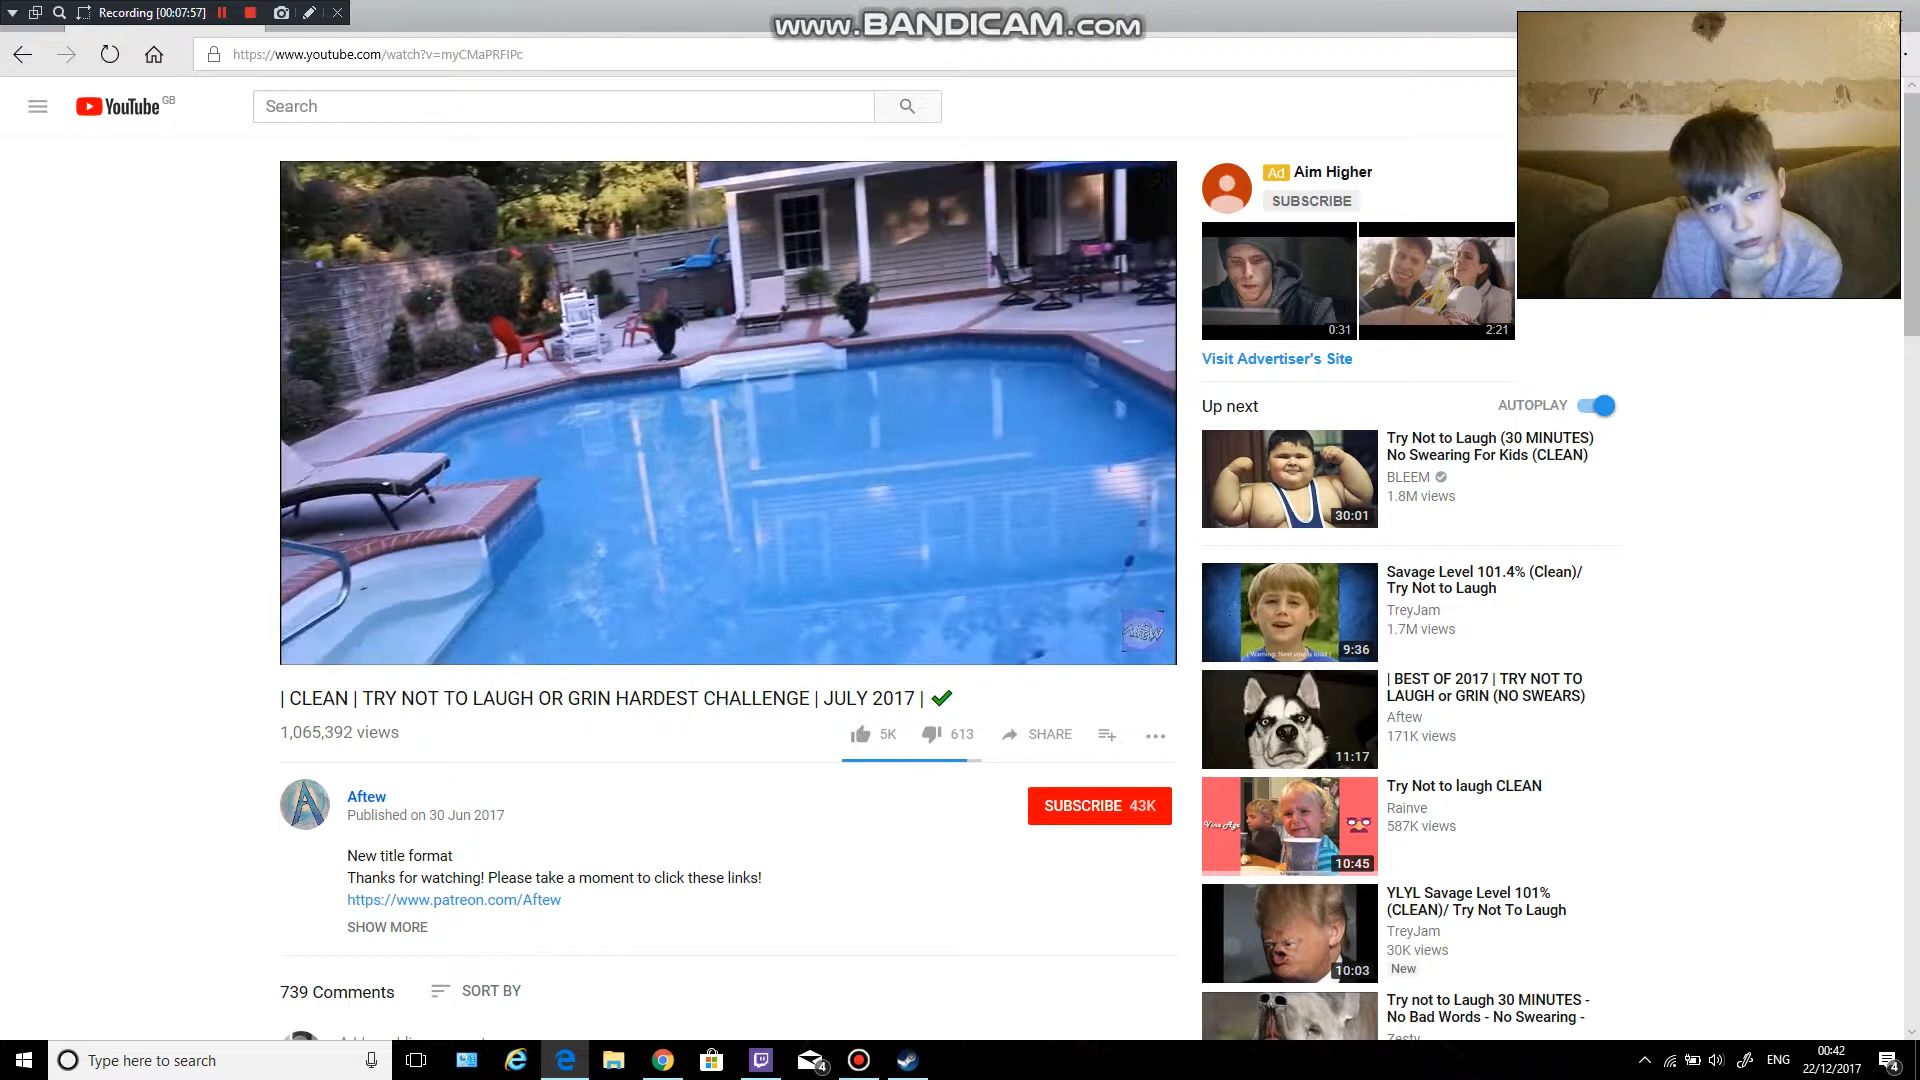 Recording [00:07:57]
www.BANDICAM.com
https://www.youtube.com/watch?v=myCMaPRFIPc
YouTube GB
Search
Ad Aim Higher
SUBSCRIBE
0:31
2:21
Visit Advertiser's Site
Up next
AUTOPLAY
Try Not to Laugh (30 MINUTES)
No Swearing For Kids (CLEAN)
BLEEM
1.8M views
30:01
Savage Level 101.4% (Clean)/
Try Not to Laugh
TreyJam
1.7M views
9:36
| BEST OF 2017 | TRY NOT TO
LAUGH or GRIN (NO SWEARS)
Aftew
171K views
11:17
Try Not to laugh CLEAN
Rainve
587K views
10:45
YLYL Savage Level 101%
(CLEAN)/ Try Not To Laugh
TreyJam
30K views
New
10:03
Try not to Laugh 30 MINUTES -
No Bad Words - No Swearing -
| CLEAN | TRY NOT TO LAUGH OR GRIN HARDEST CHALLENGE | JULY 2017 | ✔
1,065,392 views
5K
613
SHARE
Aftew
Published on 30 Jun 2017
SUBSCRIBE 43K
New title format
Thanks for watching! Please take a moment to click these links!
https://www.patreon.com/Aftew
SHOW MORE
739 Comments
SORT BY
Type here to search
4
ENG
00:42
22/12/2017
4